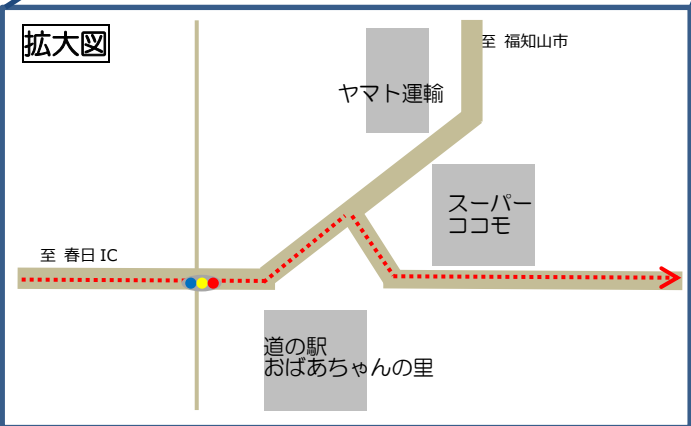 拡大図
至 福知山市
ヤマト運輸
スーパー
ココモ
至 春日 IC
道の駅
おばあちゃんの里